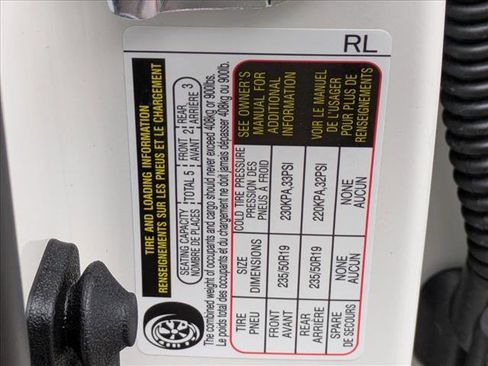 RL
TIRE AND LOADING INFORMATION
RENSEIGNEMENTS SUR LES PNEUS ET LE CHARGEMENT
SEATING CAPACITY TOTAL 5 FRONT 2 REAR 3
NOMBRE DE PLACES AVANT ARRIÈRE
The combined weight of occupants and cargo should never exceed 408kg or 900lbs.
Le poids total des occupants et du chargement ne doit jamais dépasser 408kg ou 900lb.
TIRE SIZE COLD TIRE PRESSURE SEE OWNER'S
PNEU DIMENSIONS PRESSION DES MANUAL FOR
PNEUS À FROID ADDITIONAL
FRONT 235/50R19 230KPA,33PSI INFORMATION
AVANT
REAR 235/50R19 220KPA,32PSI VOIR LE MANUEL
ARRIÈRE DE L'USAGER
SPARE NONE NONE POUR PLUS DE
DE SECOURS AUCUN AUCUN RENSEIGNEMENTS